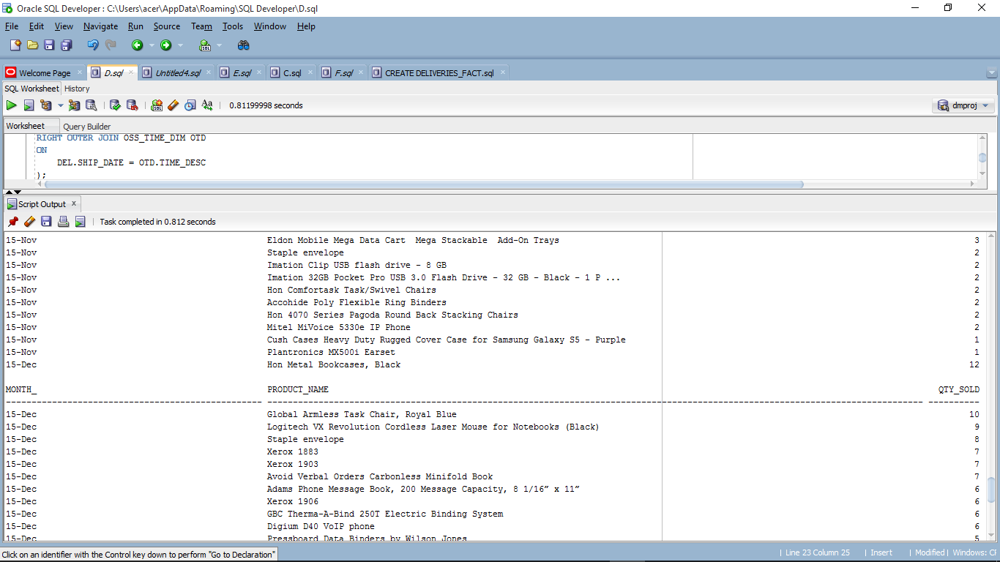 Oracle SQL Developer : C:\Users\acer\AppData\Roaming\SQL Developer\D.sql
File Edit View Navigate Run Source Team Tools Window Help
Welcome Page D.sql Untitled4.sql E.sql C.sql F.sql CREATE DELIVERIES_FACT.sql
SQL Worksheet History
0.81199998 seconds dmproj
Worksheet Query Builder
RIGHT OUTER JOIN OSS_TIME_DIM OTD
ON
DEL.SHIP_DATE = OTD.TIME_DESC
);
Script Output x
Task completed in 0.812 seconds
15-Nov Eldon Mobile Mega Data Cart  Mega Stackable  Add-On Trays 3
15-Nov Staple envelope 2
15-Nov Imation Clip USB flash drive - 8 GB 2
15-Nov Imation 32GB Pocket Pro USB 3.0 Flash Drive - 32 GB - Black - 1 P ... 2
15-Nov Hon Comfortask Task/Swivel Chairs 2
15-Nov Accohide Poly Flexible Ring Binders 2
15-Nov Hon 4070 Series Pagoda Round Back Stacking Chairs 2
15-Nov Mitel MiVoice 5330e IP Phone 2
15-Nov Cush Cases Heavy Duty Rugged Cover Case for Samsung Galaxy S5 - Purple 1
15-Nov Plantronics MX500i Earset 1
15-Dec Hon Metal Bookcases, Black 12
MONTH_ PRODUCT_NAME QTY_SOLD
15-Dec Global Armless Task Chair, Royal Blue 10
15-Dec Logitech VX Revolution Cordless Laser Mouse for Notebooks (Black) 9
15-Dec Staple envelope 8
15-Dec Xerox 1883 7
15-Dec Xerox 1903 7
15-Dec Avoid Verbal Orders Carbonless Minifold Book 7
15-Dec Adams Phone Message Book, 200 Message Capacity, 8 1/16” x 11” 6
15-Dec Xerox 1906 6
15-Dec GBC Therma-A-Bind 250T Electric Binding System 6
15-Dec Digium D40 VoIP phone 6
15-Dec Pressboard Data Binders by Wilson Jones 5
Click on an identifier with the Control key down to perform "Go to Declaration" | Line 23 Column 25 | Insert | Modified | Windows: CF